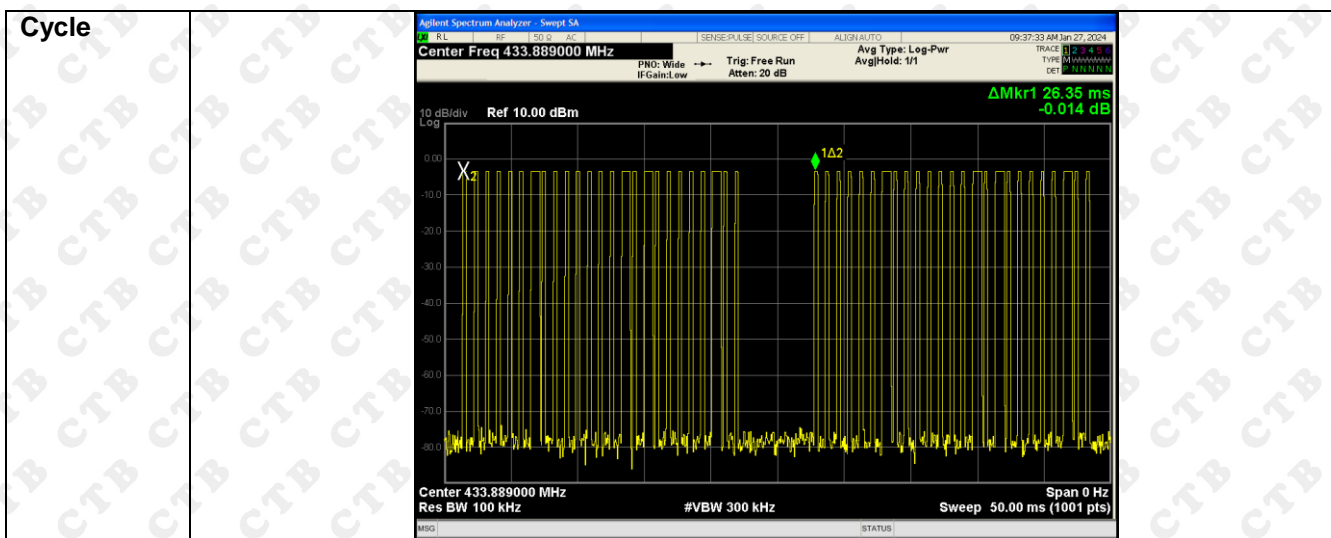 Cycle
Agilent Spectrum Analyzer - Swept SA
RL RF 50 Ω AC SENSE:PULSE SOURCE OFF ALIGN AUTO 09:37:33 AM Jan 27, 2024
Center Freq 433.889000 MHz
PNO: Wide
IFGain:Low
Trig: Free Run
Atten: 20 dB
Avg Type: Log-Pwr
Avg|Hold: 1/1
TRACE 1 2 3 4 5 6
TYPE M
DET P N N N N N
ΔMkr1 26.35 ms
-0.014 dB
10 dB/div
Log
Ref 10.00 dBm
0.00
-10.0
-20.0
-30.0
-40.0
-50.0
-60.0
-70.0
-80.0
X2
1Δ2
Center 433.889000 MHz
Span 0 Hz
Res BW 100 kHz
#VBW 300 kHz
Sweep 50.00 ms (1001 pts)
MSG
STATUS
CTB